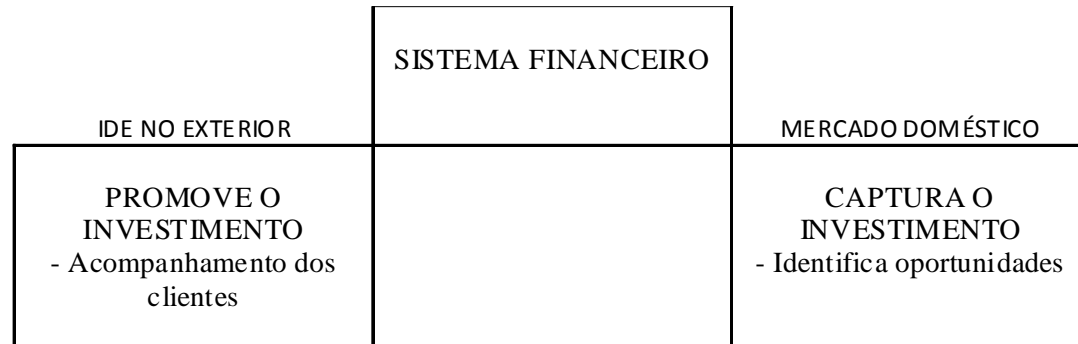 SISTEMA FINANCEIRO
IDE NO EXTERIOR
MERCADO DOMÉSTICO
PROMOVE O
INVESTIMENTO
- Acompanhamento dos
clientes
CAPTURA O
INVESTIMENTO
- Identifica oportunidades